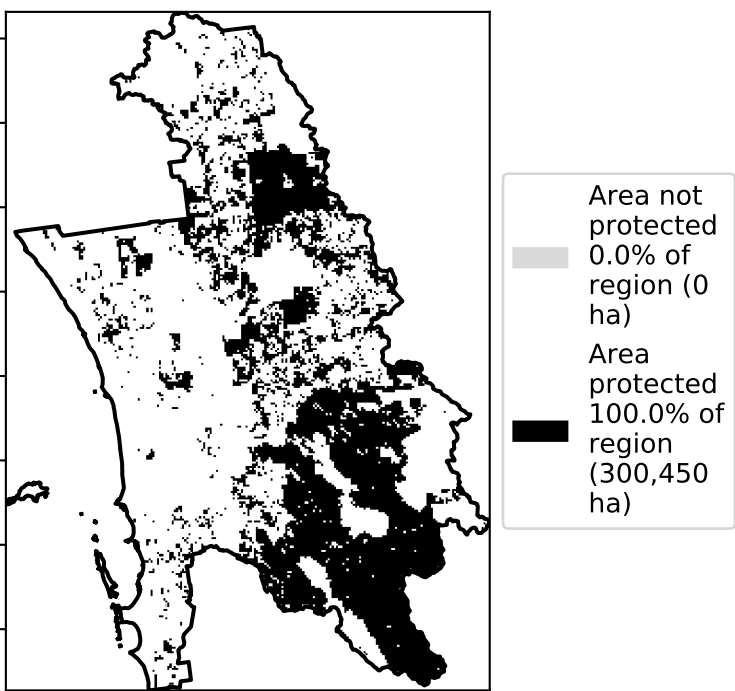 Area not
protected
0.0% of
region (0
ha)
Area
protected
100.0% of
region
(300,450
ha)